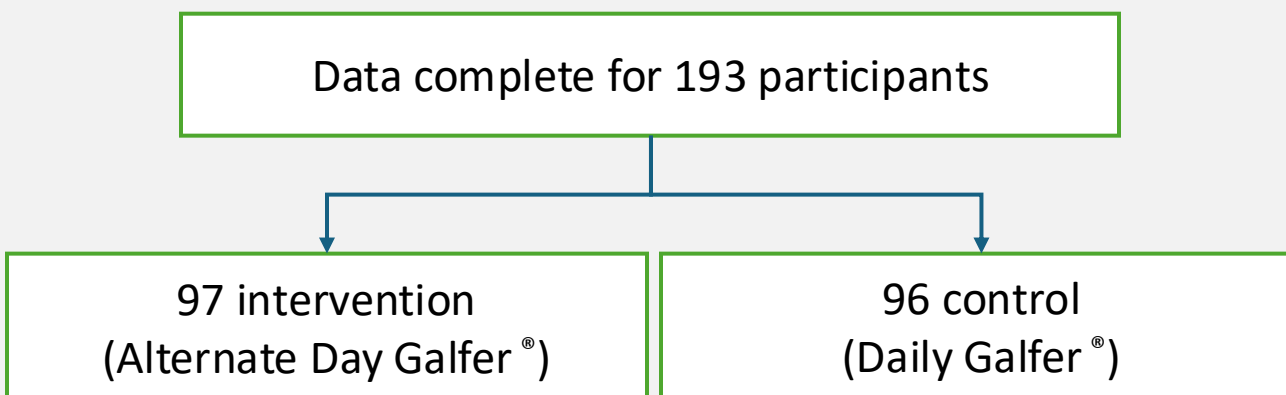 Data complete for 193 participants
97 intervention
(Alternate Day Galfer ®)
96 control
(Daily Galfer ®)